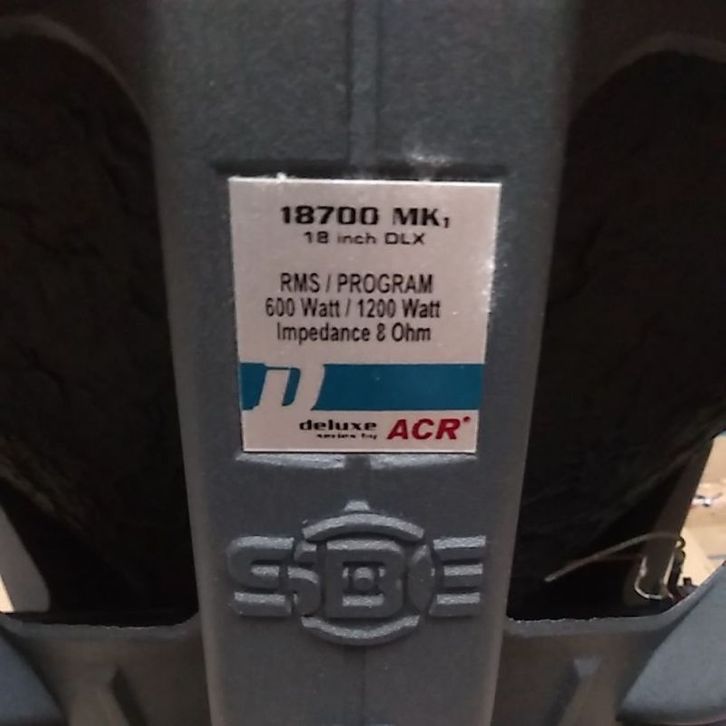 18700 MK1
18 inch DLX
RMS / PROGRAM
600 Watt / 1200 Watt
Impedance 8 Ohm
D
deluxe
series by ACR
SBE